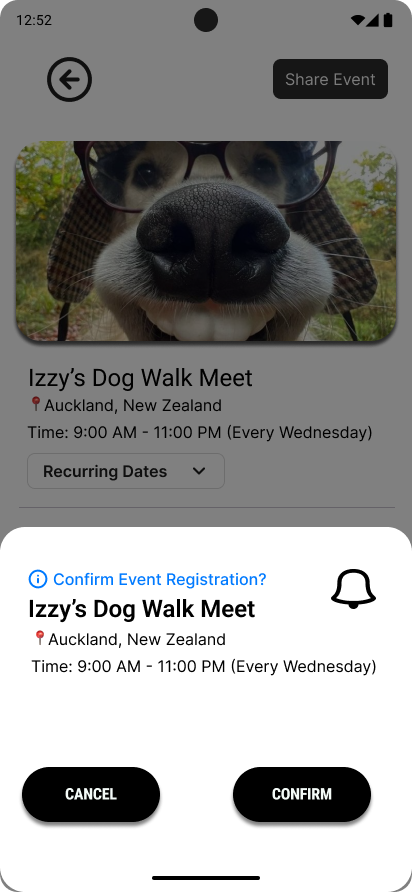 12:52
Share Event
Izzy’s Dog Walk Meet
📍Auckland, New Zealand
Time: 9:00 AM - 11:00 PM (Every Wednesday)
Recurring Dates
Confirm Event Registration?
Izzy’s Dog Walk Meet
📍Auckland, New Zealand
Time: 9:00 AM - 11:00 PM (Every Wednesday)
CANCEL
CONFIRM